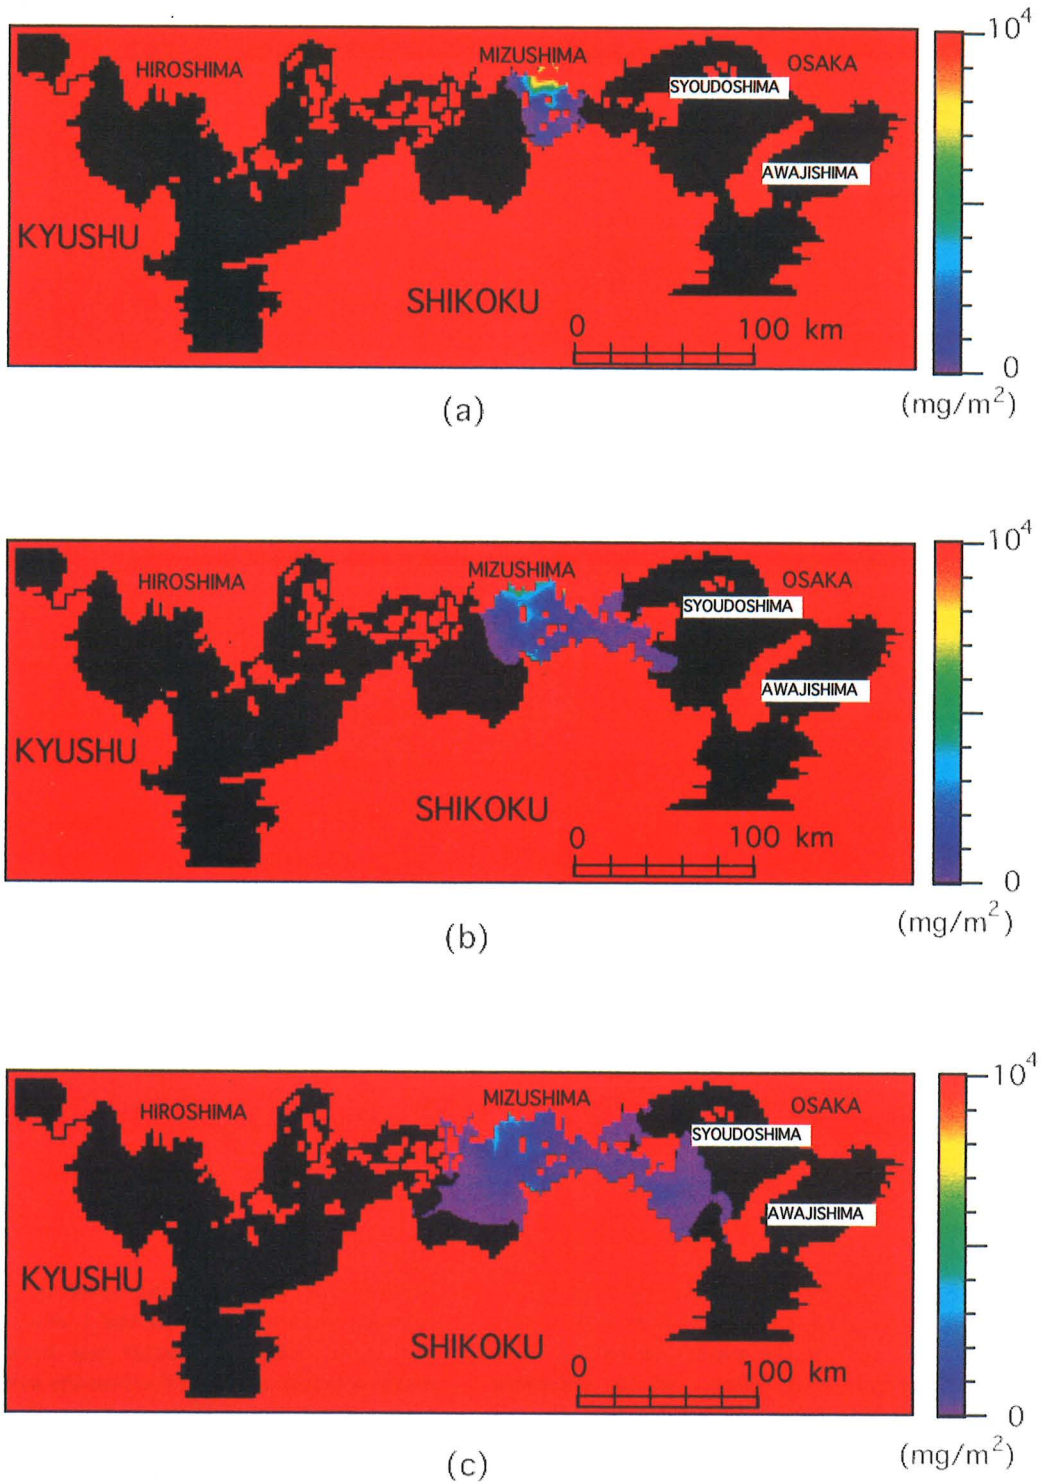 10⁴
MIZUSHIMA
HIROSHIMA
OSAKA
SYOUDOSHIMA
AWAJISHIMA
KYUSHU
SHIKOKU
0 100 km
0
(mg/m²)
(a)
10⁴
MIZUSHIMA
HIROSHIMA
OSAKA
SYOUDOSHIMA
AWAJISHIMA
KYUSHU
SHIKOKU
0 100 km
0
(mg/m²)
(b)
10⁴
MIZUSHIMA
HIROSHIMA
OSAKA
SYOUDOSHIMA
AWAJISHIMA
KYUSHU
SHIKOKU
0 100 km
0
(mg/m²)
(c)